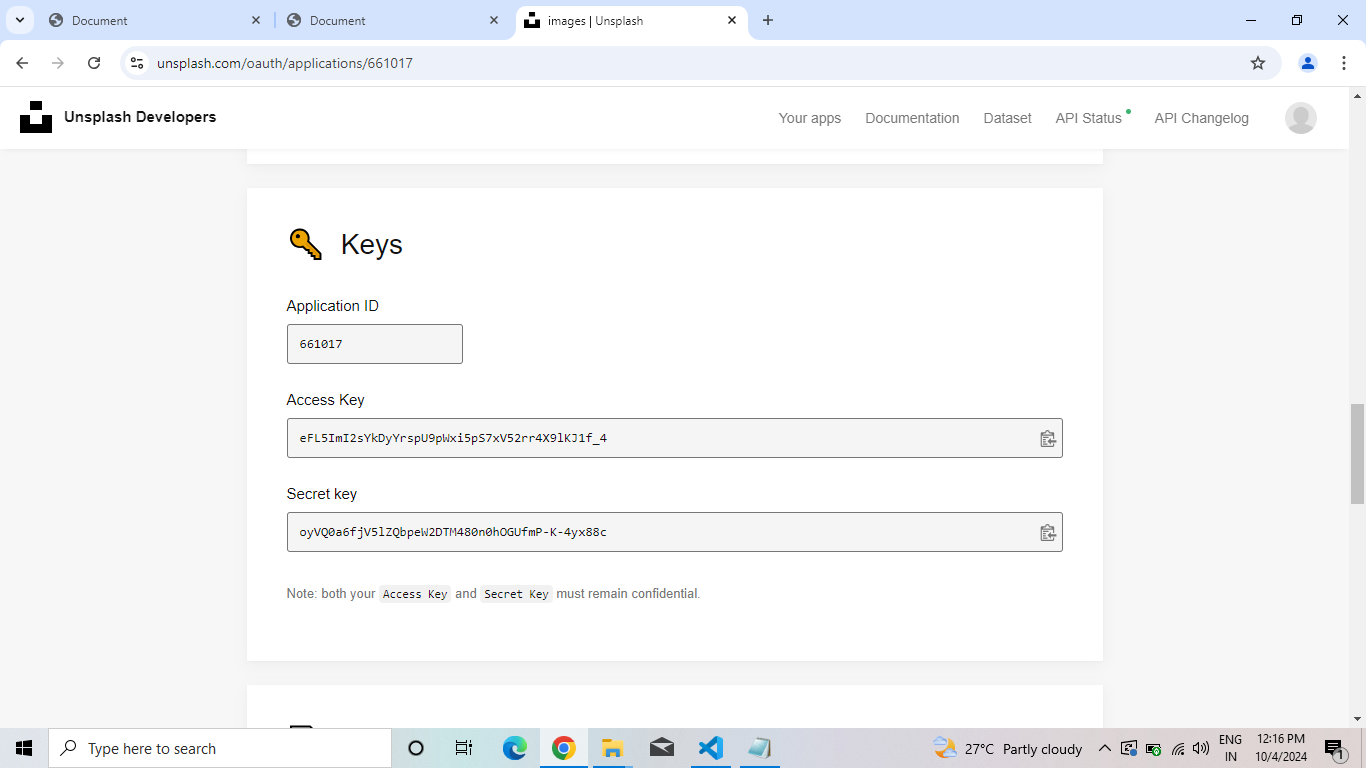 Document
Document
images | Unsplash
unsplash.com/oauth/applications/661017
Unsplash Developers
Your apps
Documentation
Dataset
API Status
API Changelog
Keys
Application ID
661017
Access Key
eFL5ImI2sYkDyYrspU9pWxi5pS7xV52rr4X9lKJ1f_4
Secret key
oyVQ0a6fjV5lZQbpeW2DTM480n0hOGUfmP-K-4yx88c
Note: both your Access Key and Secret Key must remain confidential.
Type here to search
27°C Partly cloudy
ENG
IN
12:16 PM
10/4/2024
1